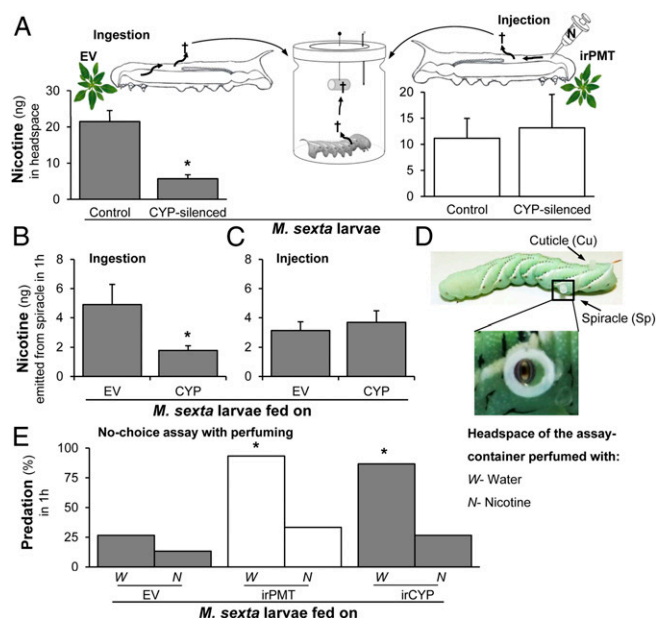 A
Ingestion
Injection
N
EV
irPMT
†
†
†
†
Nicotine (ng)
in headspace
30
20
10
0
*
Control
CYP-silenced
20
15
10
5
0
Control
CYP-silenced
M. sexta larvae
B
Ingestion
Nicotine (ng)
emitted from spiracle in 1h
8
6
4
2
0
*
EV
CYP
C
Injection
8
6
4
2
0
EV
CYP
M. sexta larvae fed on
D
Cuticle (Cu)
Spiracle (Sp)
Headspace of the assay-
container perfumed with:
W- Water
N- Nicotine
E
No-choice assay with perfuming
Predation (%)
in 1h
100
75
50
25
0
*
*
W N W N W N
EV irPMT irCYP
M. sexta larvae fed on